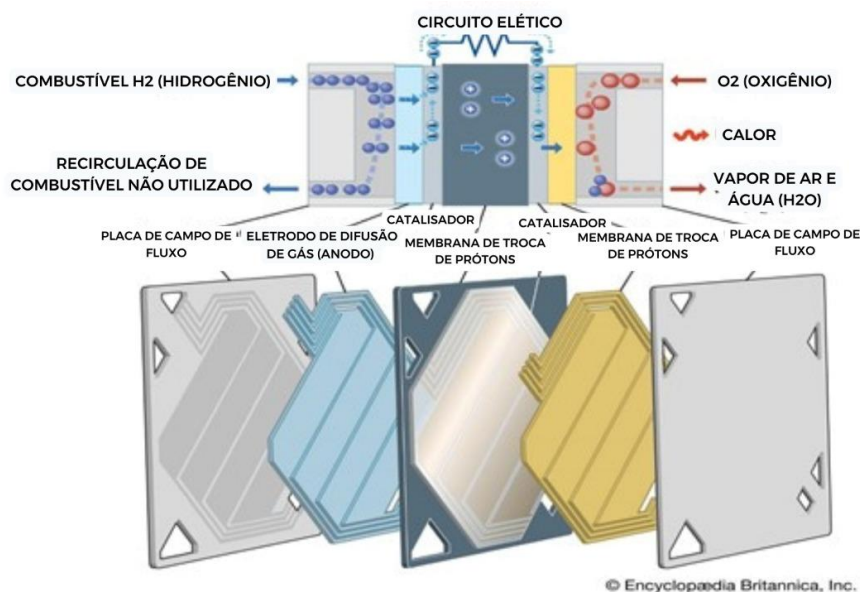 CIRCUITO ELÉTICO
COMBUSTÍVEL H2 (HIDROGÊNIO)
O2 (OXIGÊNIO)
CALOR
RECIRCULAÇÃO DE
COMBUSTÍVEL NÃO UTILIZADO
VAPOR DE AR E
ÁGUA (H2O)
PLACA DE CAMPO DE
FLUXO
ELETRODO DE DIFUSÃO
DE GÁS (ANODO)
CATALISADOR
MEMBRANA DE TROCA
DE PRÓTONS
CATALISADOR
MEMBRANA DE TROCA
DE PRÓTONS
PLACA DE CAMPO DE
FLUXO
© Encyclopædia Britannica, Inc.